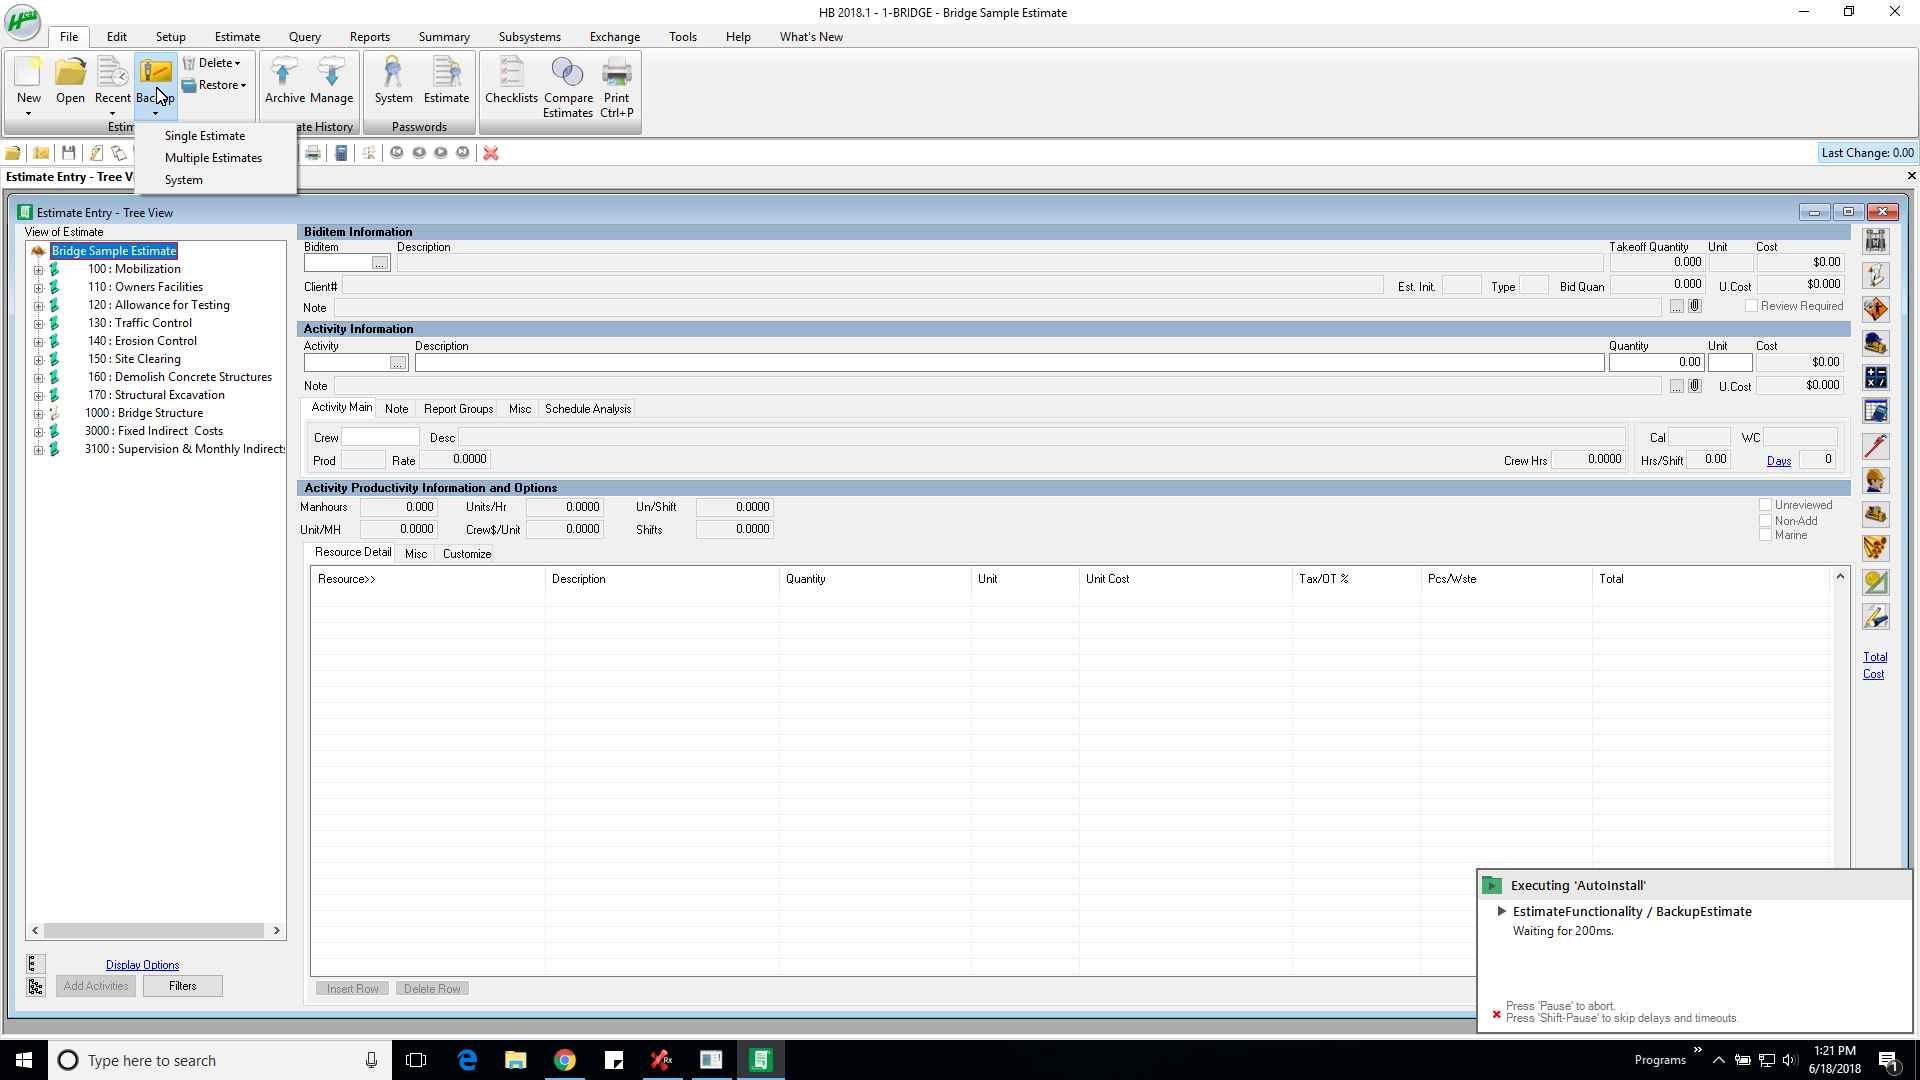 HB 2018.1 - 1-BRIDGE - Bridge Sample Estimate
File Edit Setup Estimate Query Reports Summary Subsystems Exchange Tools Help What's New
New Open Recent Backup Delete Restore Archive Manage System Estimate Checklists Compare Estimates Print Ctrl+P
Estim ate History Passwords
Single Estimate
Multiple Estimates
System
Last Change: 0.00
Estimate Entry - Tree V
Estimate Entry - Tree View
View of Estimate
Bridge Sample Estimate
100 : Mobilization
110 : Owners Facilities
120 : Allowance for Testing
130 : Traffic Control
140 : Erosion Control
150 : Site Clearing
160 : Demolish Concrete Structures
170 : Structural Excavation
1000 : Bridge Structure
3000 : Fixed Indirect Costs
3100 : Supervision & Monthly Indirects
Display Options
Add Activities Filters
Biditem Information
Biditem Description Takeoff Quantity Unit Cost
... 0.000 $0.00
Client# Est. Init. Type Bid Quan 0.000 U.Cost $0.000
Note ... Review Required
Activity Information
Activity Description Quantity Unit Cost
... 0.00 $0.00
Note ... U.Cost $0.000
Activity Main Note Report Groups Misc Schedule Analysis
Crew Desc Cal WC
Prod Rate 0.0000 Crew Hrs 0.0000 Hrs/Shift 0.00 Days 0
Activity Productivity Information and Options
Manhours 0.000 Units/Hr 0.0000 Un/Shift 0.0000 Unreviewed
Non-Add
Unit/MH 0.0000 Crew$/Unit 0.0000 Shifts 0.0000 Marine
Resource Detail Misc Customize
Resource>> Description Quantity Unit Unit Cost Tax/OT % Pcs/Wste Total
Total
Cost
Insert Row Delete Row
Executing 'AutoInstall'
EstimateFunctionality / BackupEstimate
Waiting for 200ms.
Press 'Pause' to abort.
Press 'Shift-Pause' to skip delays and timeouts.
Type here to search
Programs
1:21 PM
6/18/2018
1